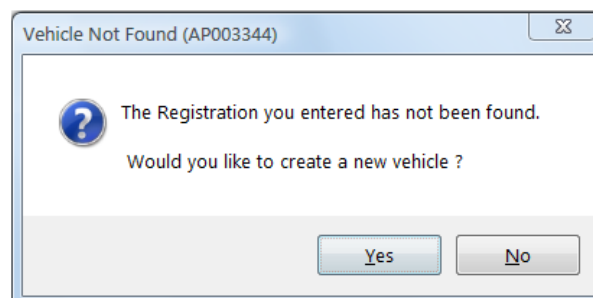 Vehicle Not Found (AP003344)
The Registration you entered has not been found.
Would you like to create a new vehicle ?
Yes
No